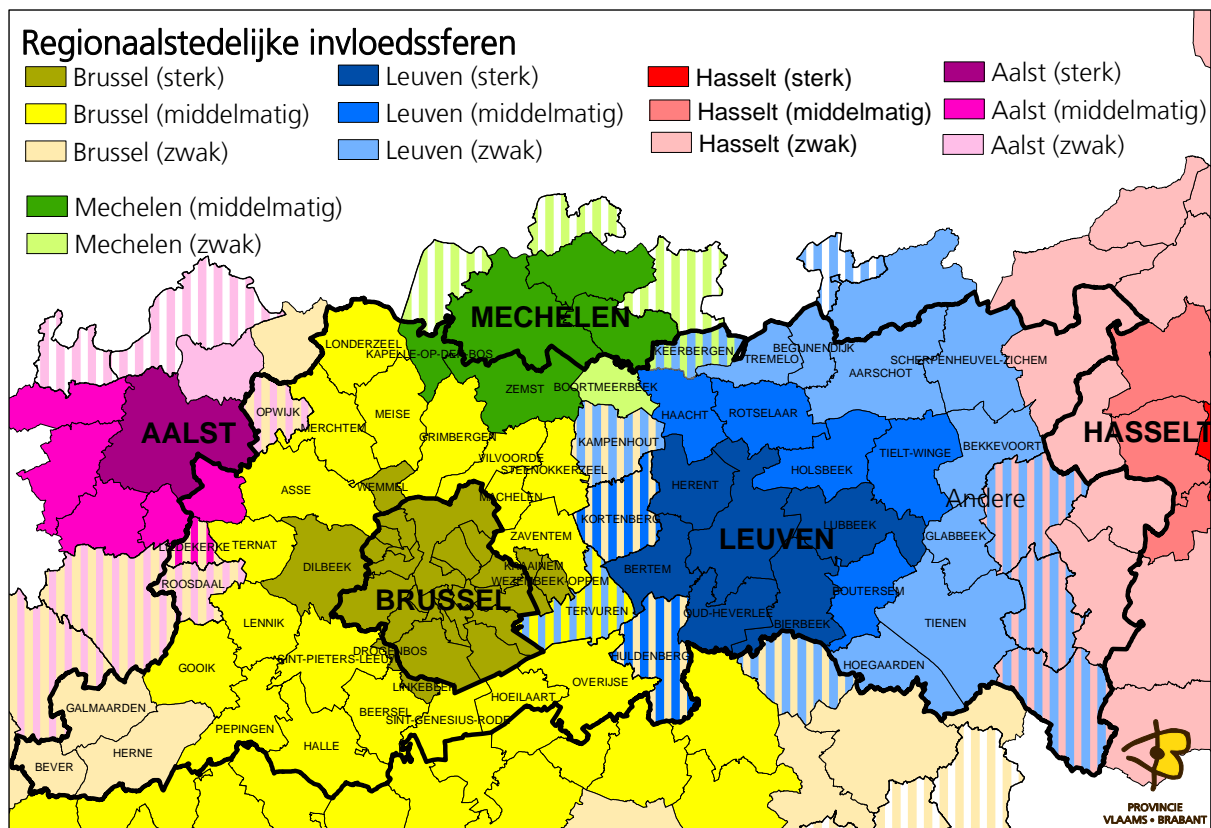 Regionaalstedelijke invloedssferen
Brussel (sterk)
Leuven (sterk)
Hasselt (sterk)
Aalst (sterk)
Brussel (middelmatig)
Leuven (middelmatig)
Hasselt (middelmatig)
Aalst (middelmatig)
Brussel (zwak)
Leuven (zwak)
Hasselt (zwak)
Aalst (zwak)
Mechelen (middelmatig)
Mechelen (zwak)
MECHELEN
LONDERZEEL
KAPELLE-OP-DEN-BOS
KEERBERGEN
TREMELO
BEGIJNENDIJK
SCHERPENHEUVEL-ZICHEM
AARSCHOT
ZEMST
BOORTMEERBEEK
OPWIJK
MERCHTEM
MEISE
GRIMBERGEN
HAACHT
ROTSELAAR
AALST
HASSELT
KAMPENHOUT
BEKKEVOORT
VILVOORDE
STEENOKKERZEEL
TIELT-WINGE
HOLSBEEK
ASSE
WEMMEL
MACHELEN
HERENT
Andere
KORTENBERG
LUBBEEK
GLABBEEK
LIEDEKERKE
TERNAT
ZAVENTEM
LEUVEN
DILBEEK
KRAAINEM
WEZEMBEEK-OPPEM
BERTEM
ROOSDAAL
BRUSSEL
BOUTERSEM
TERVUREN
OUD-HEVERLEE
BIERBEEK
LENNIK
TIENEN
DROGENBOS
SINT-PIETERS-LEEUW
HULDENBERG
HOEGAARDEN
GOOIK
LINKEBEEK
HOEILAART
OVERIJSE
GALMAARDEN
BEERSEL
SINT-GENESIUS-RODE
PEPINGEN
HALLE
HERNE
BEVER
PROVINCIE
VLAAMS • BRABANT